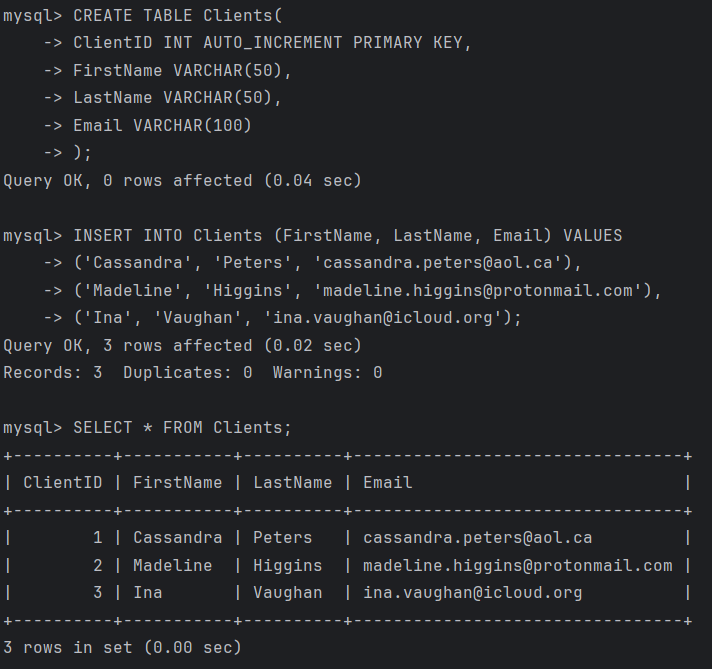 mysql> CREATE TABLE Clients(
    -> ClientID INT AUTO_INCREMENT PRIMARY KEY,
    -> FirstName VARCHAR(50),
    -> LastName VARCHAR(50),
    -> Email VARCHAR(100)
    -> );
Query OK, 0 rows affected (0.04 sec)

mysql> INSERT INTO Clients (FirstName, LastName, Email) VALUES
    -> ('Cassandra', 'Peters', 'cassandra.peters@aol.ca'),
    -> ('Madeline', 'Higgins', 'madeline.higgins@protonmail.com'),
    -> ('Ina', 'Vaughan', 'ina.vaughan@icloud.org');
Query OK, 3 rows affected (0.02 sec)
Records: 3  Duplicates: 0  Warnings: 0

mysql> SELECT * FROM Clients;
+----------+-----------+----------+---------------------------------+
| ClientID | FirstName | LastName | Email                           |
+----------+-----------+----------+---------------------------------+
|        1 | Cassandra | Peters   | cassandra.peters@aol.ca         |
|        2 | Madeline  | Higgins  | madeline.higgins@protonmail.com |
|        3 | Ina       | Vaughan  | ina.vaughan@icloud.org          |
+----------+-----------+----------+---------------------------------+
3 rows in set (0.00 sec)